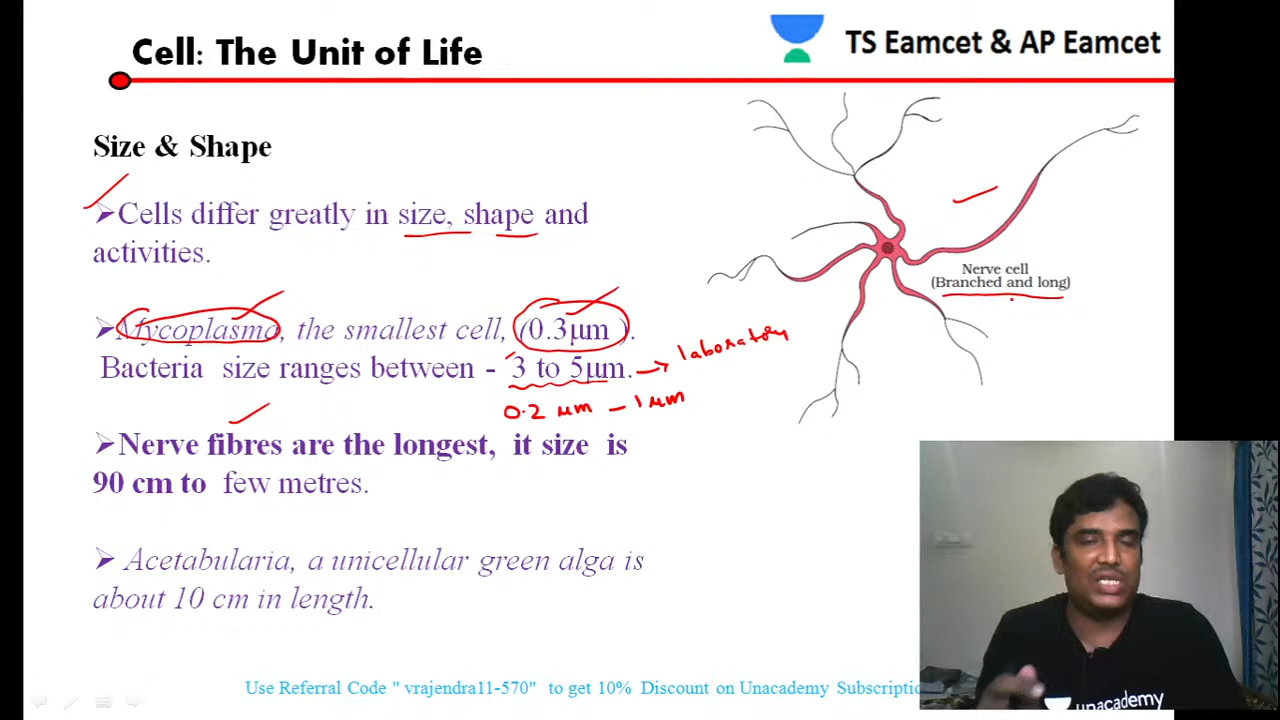 Cell: The Unit of Life
TS Eamcet & AP Eamcet
Size & Shape
➢Cells differ greatly in size, shape and
activities.
➢Mycoplasma, the smallest cell, (0.3μm ).
Bacteria size ranges between - 3 to 5μm. → laboratory
0.2 μm – 1 μm
➢Nerve fibres are the longest, it size is
90 cm to few metres.
➢ Acetabularia, a unicellular green alga is
about 10 cm in length.
Nerve cell
(Branched and long)
Use Referral Code " vrajendra11-570" to get 10% Discount on Unacademy Subscriptio
unacademy